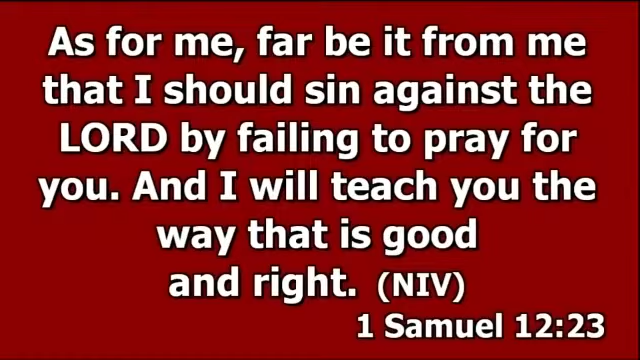 As for me, far be it from me
that I should sin against the
LORD by failing to pray for
you. And I will teach you the
way that is good
and right. (NIV)
1 Samuel 12:23